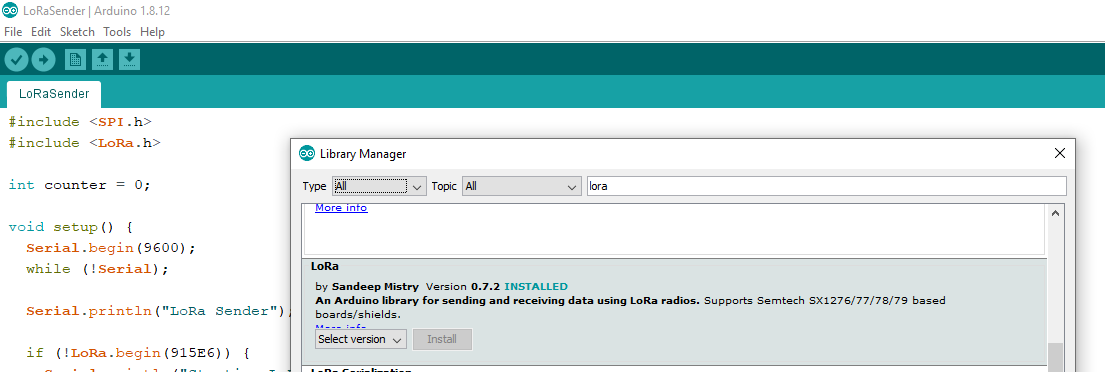 LoRaSender | Arduino 1.8.12
File Edit Sketch Tools Help
LoRaSender
#include <SPI.h>
#include <LoRa.h>
int counter = 0;
void setup() {
Serial.begin(9600);
while (!Serial);
Serial.println("LoRa Sender");
if (!LoRa.begin(915E6)) {
Library Manager
Type All Topic All lora
More info
LoRa
by Sandeep Mistry Version 0.7.2 INSTALLED
An Arduino library for sending and receiving data using LoRa radios. Supports Semtech SX1276/77/78/79 based
boards/shields.
More info
Select version Install
LoRa Serialization